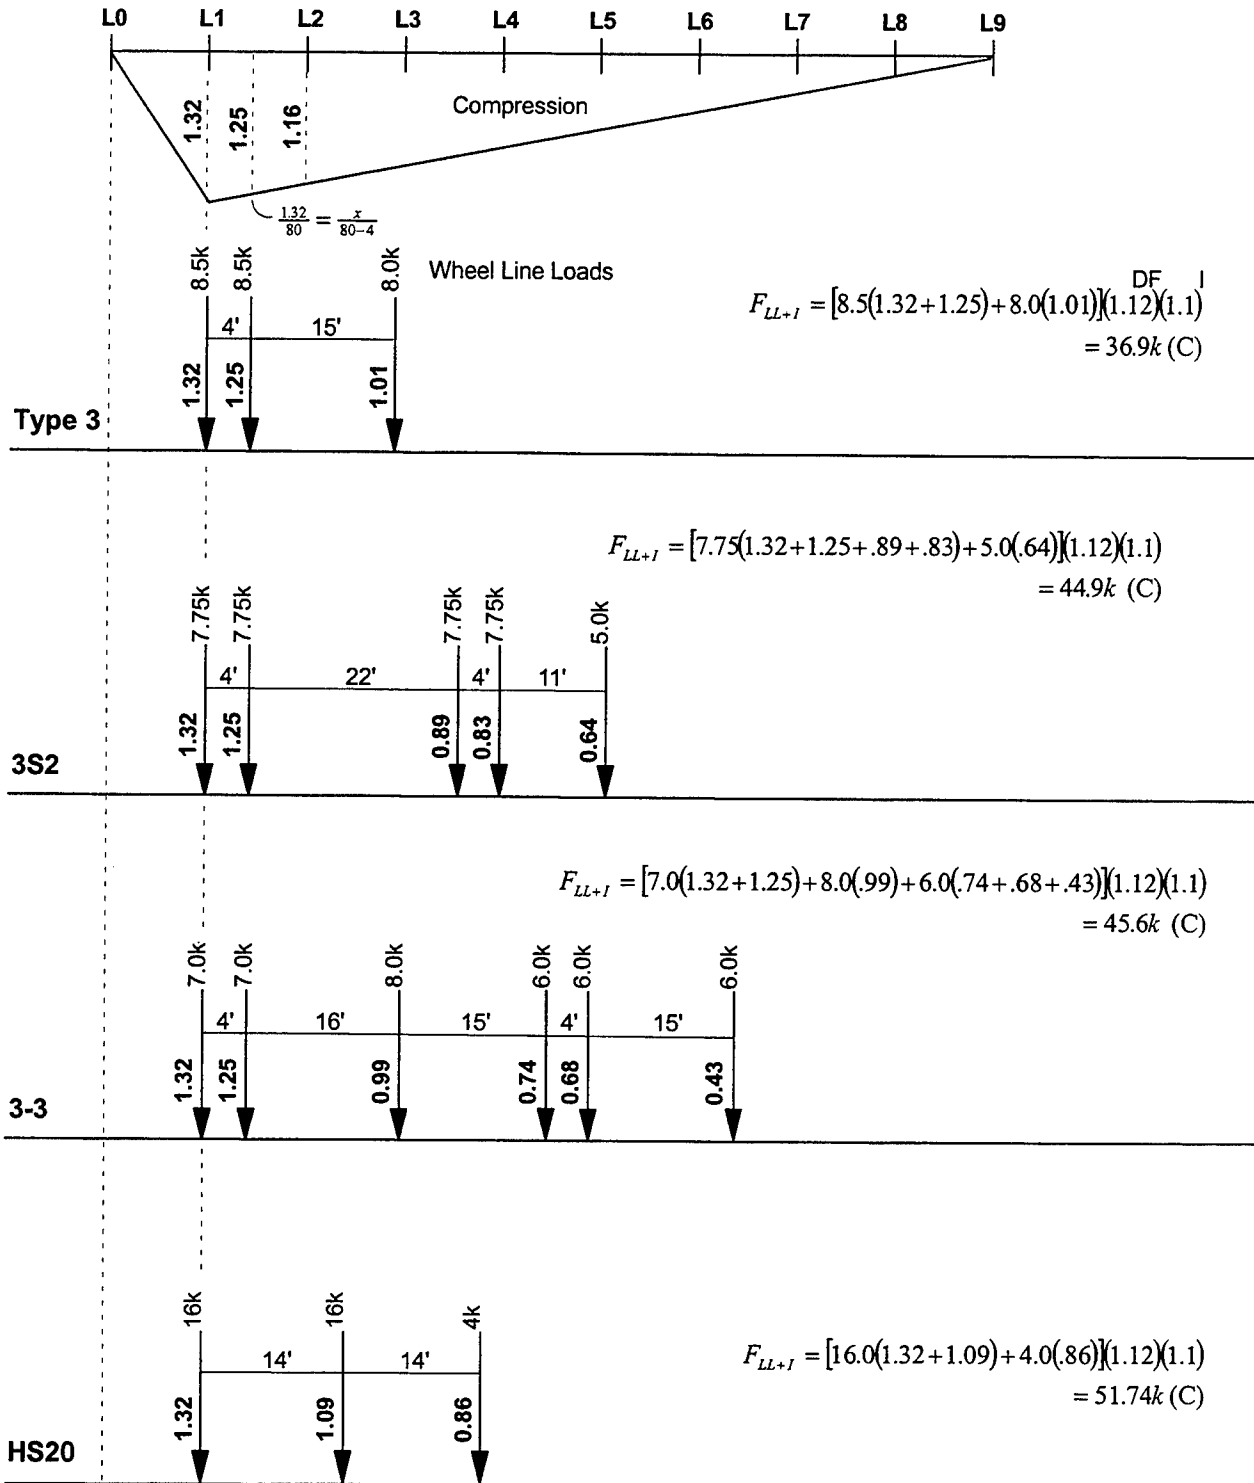 L0 L1 L2 L3 L4 L5 L6 L7 L8 L9
1.32 1.25 1.16
Compression
1.32/80 = x/80-4
8.5k 8.5k 8.0k
Wheel Line Loads
DF I
F_{LL+I} = [8.5(1.32+1.25)+8.0(1.01)](1.12)(1.1)
= 36.9k (C)
4' 15'
1.32 1.25 1.01
Type 3
F_{LL+I} = [7.75(1.32+1.25+.89+.83)+5.0(.64)](1.12)(1.1)
= 44.9k (C)
7.75k 7.75k 7.75k 7.75k 5.0k
4' 22' 4' 11'
1.32 1.25 0.89 0.83 0.64
3S2
F_{LL+I} = [7.0(1.32+1.25)+8.0(.99)+6.0(.74+.68+.43)](1.12)(1.1)
= 45.6k (C)
7.0k 7.0k 8.0k 6.0k 6.0k 6.0k
4' 16' 15' 4' 15'
1.32 1.25 0.99 0.74 0.68 0.43
3-3
16k 16k 4k
14' 14'
F_{LL+I} = [16.0(1.32+1.09)+4.0(.86)](1.12)(1.1)
= 51.74k (C)
1.32 1.09 0.86
HS20